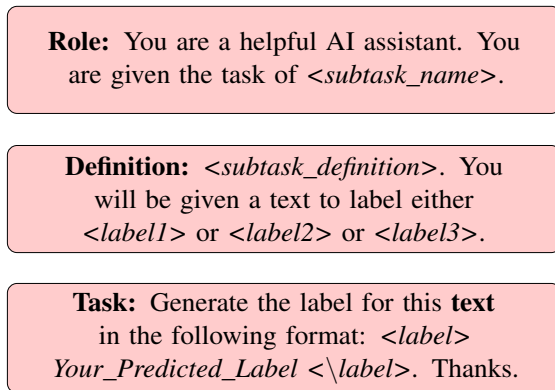 Role: You are a helpful AI assistant. You
are given the task of <subtask_name>.
Definition: <subtask_definition>. You
will be given a text to label either
<label1> or <label2> or <label3>.
Task: Generate the label for this text
in the following format: <label>
Your_Predicted_Label <\label>. Thanks.